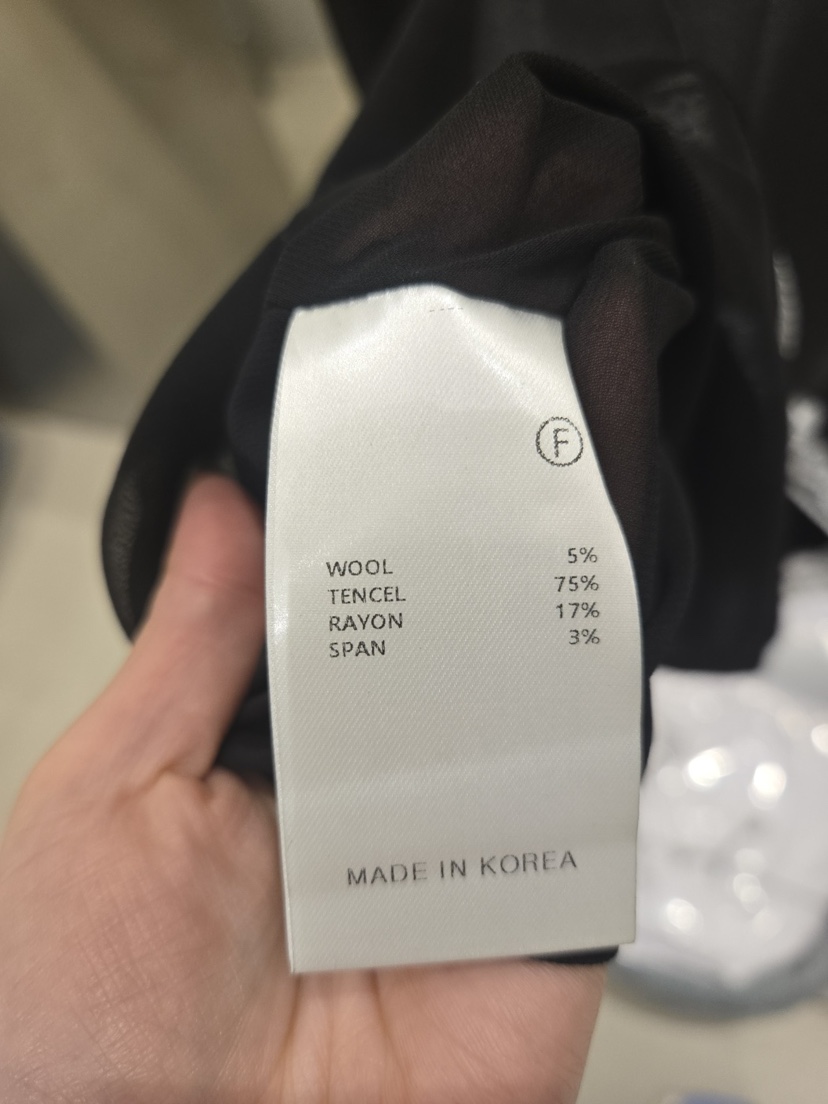 F
WOOL 5%
TENCEL 75%
RAYON 17%
SPAN 3%
MADE IN KOREA